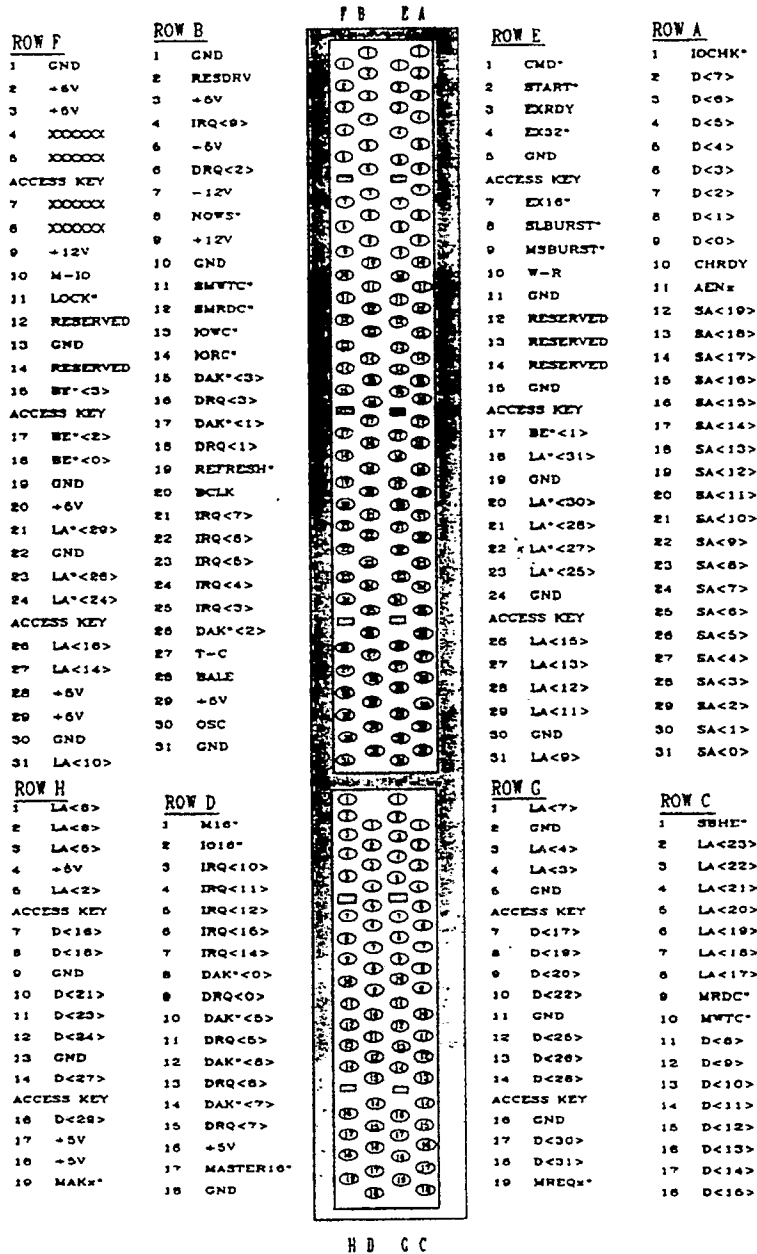 F B E A
ROW F
1 GND
2 +5V
3 +5V
4 XXXXXX
5 XXXXXX
ACCESS KEY
7 XXXXXX
8 XXXXXX
9 +12V
10 M-IO
11 LOCK*
12 RESERVED
13 GND
14 RESERVED
15 BE*<3>
ACCESS KEY
17 BE*<2>
18 BE*<0>
19 GND
20 +5V
21 LA*<29>
22 GND
23 LA*<26>
24 LA*<24>
ACCESS KEY
26 LA<16>
27 LA<14>
28 +5V
29 +5V
30 GND
31 LA<10>
ROW B
1 GND
2 RESDRV
3 +5V
4 IRQ<9>
5 -5V
6 DRQ<2>
7 -12V
8 NOWS*
9 +12V
10 GND
11 SMWTC*
12 SMRDC*
13 IOWC*
14 IORC*
15 DAK*<3>
16 DRQ<3>
17 DAK*<1>
18 DRQ<1>
19 REFRESH*
20 BCLK
21 IRQ<7>
22 IRQ<6>
23 IRQ<5>
24 IRQ<4>
25 IRQ<3>
26 DAK*<2>
27 T-C
28 BALE
29 +5V
30 OSC
31 GND
ROW E
1 CMD*
2 START*
3 EXRDY
4 EX32*
5 GND
ACCESS KEY
7 EX16*
8 SLBURST*
9 MSBURST*
10 W-R
11 GND
12 RESERVED
13 RESERVED
14 RESERVED
15 GND
ACCESS KEY
17 BE*<1>
18 LA*<31>
19 GND
20 LA*<30>
21 LA*<28>
22 LA*<27>
23 LA*<25>
24 GND
ACCESS KEY
26 LA<15>
27 LA<13>
28 LA<12>
29 LA<11>
30 GND
31 LA<9>
ROW A
1 IOCHK*
2 D<7>
3 D<6>
4 D<5>
5 D<4>
6 D<3>
7 D<2>
8 D<1>
9 D<0>
10 CHRDY
11 AENx
12 SA<19>
13 SA<18>
14 SA<17>
15 SA<16>
16 SA<15>
17 SA<14>
18 SA<13>
19 SA<12>
20 SA<11>
21 SA<10>
22 SA<9>
23 SA<8>
24 SA<7>
25 SA<6>
26 SA<5>
27 SA<4>
28 SA<3>
29 SA<2>
30 SA<1>
31 SA<0>
ROW H
1 LA<8>
2 LA<6>
3 LA<5>
4 +5V
5 LA<2>
ACCESS KEY
7 D<16>
8 D<18>
9 GND
10 D<21>
11 D<23>
12 D<24>
13 GND
14 D<27>
ACCESS KEY
16 D<29>
17 +5V
18 +5V
19 MAKx*
ROW D
1 M16*
2 IO16*
3 IRQ<10>
4 IRQ<11>
5 IRQ<12>
6 IRQ<15>
7 IRQ<14>
8 DAK*<0>
9 DRQ<0>
10 DAK*<5>
11 DRQ<5>
12 DAK*<6>
13 DRQ<6>
14 DAK*<7>
15 DRQ<7>
16 +5V
17 MASTER16*
18 GND
ROW G
1 LA<7>
2 GND
3 LA<4>
4 LA<3>
5 GND
ACCESS KEY
7 D<17>
8 D<19>
9 D<20>
10 D<22>
11 GND
12 D<25>
13 D<26>
14 D<28>
ACCESS KEY
16 GND
17 D<30>
18 D<31>
19 MREQx*
ROW C
1 SBHE*
2 LA<23>
3 LA<22>
4 LA<21>
5 LA<20>
6 LA<19>
7 LA<18>
8 LA<17>
9 MRDC*
10 MWTC*
11 D<8>
12 D<9>
13 D<10>
14 D<11>
15 D<12>
16 D<13>
17 D<14>
18 D<15>
H D G C